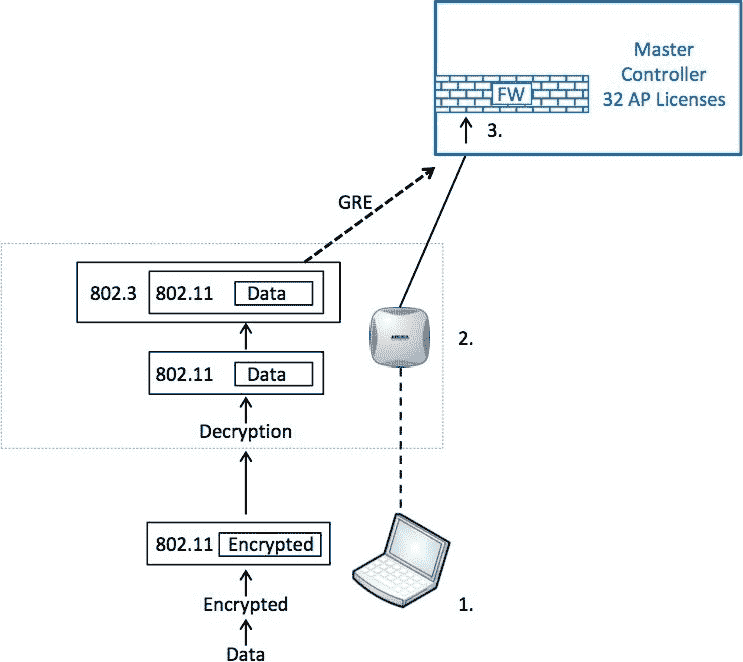 Master
Controller
32 AP Licenses
FW
3.
GRE
802.3 802.11 Data
2.
802.11 Data
Decryption
802.11 Encrypted
Encrypted
1.
Data